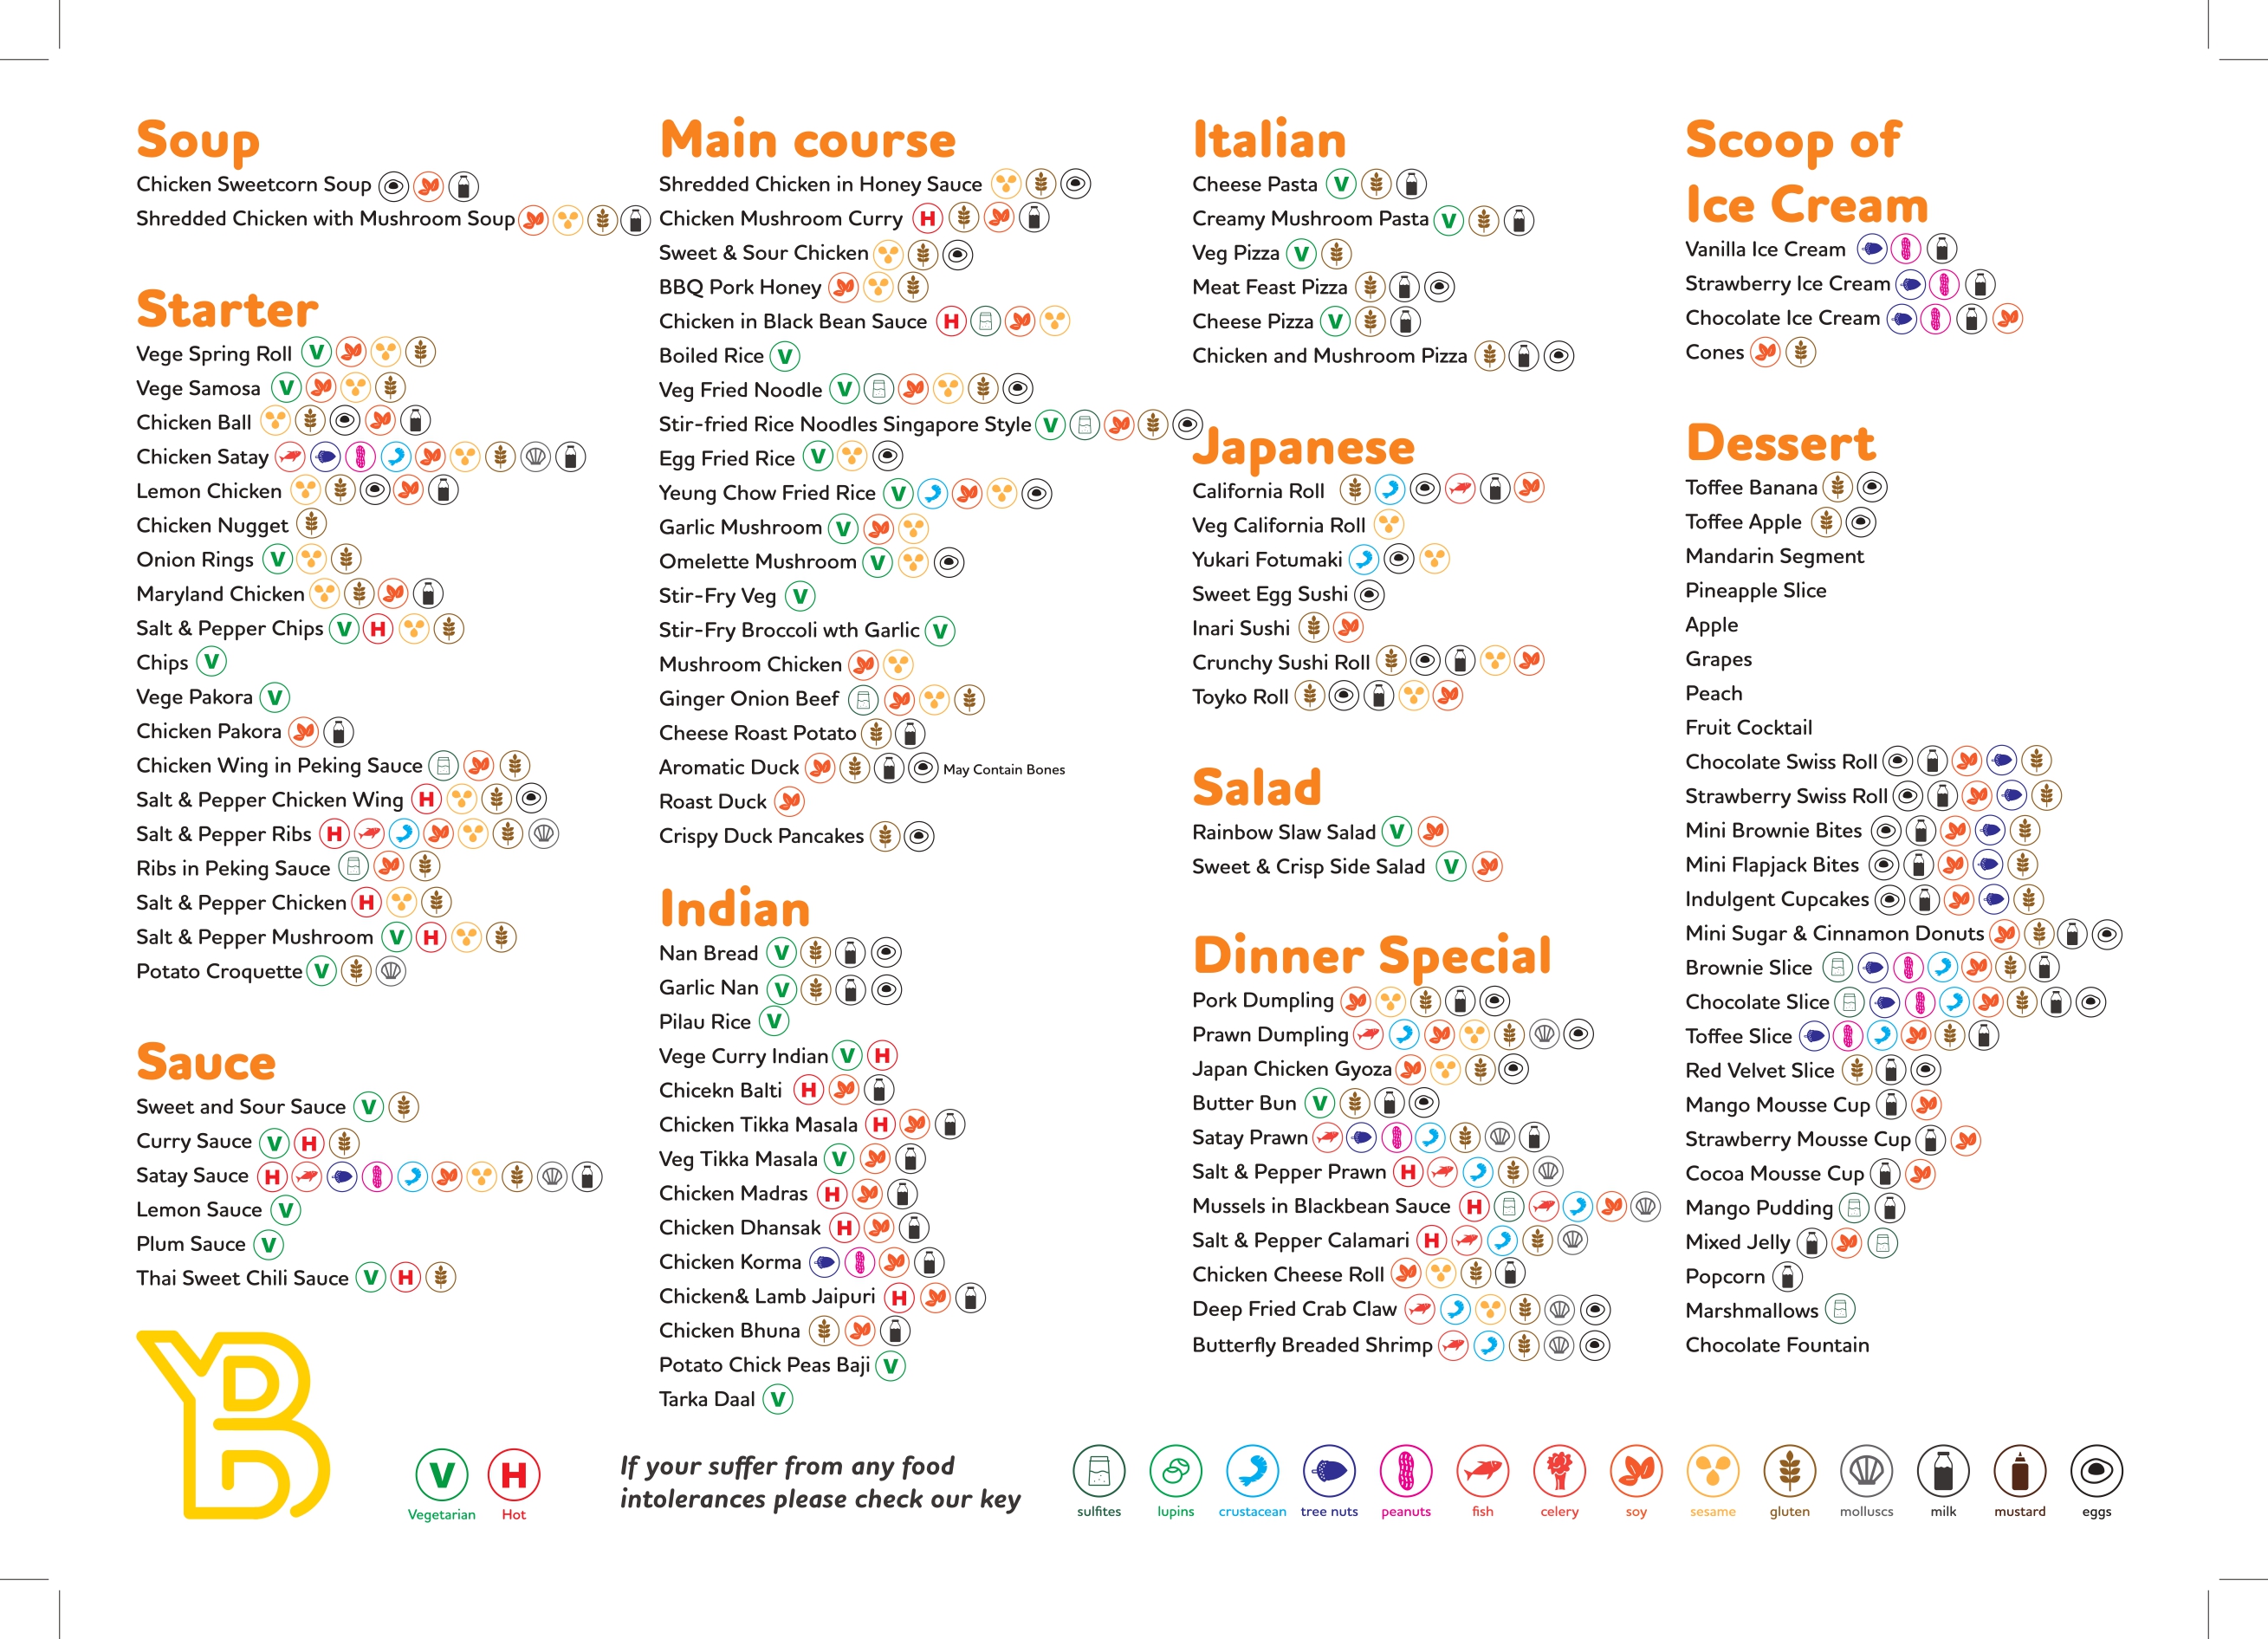 Soup
Chicken Sweetcorn Soup
Shredded Chicken with Mushroom Soup
Starter
Vege Spring Roll V
Vege Samosa V
Chicken Ball
Chicken Satay
Lemon Chicken
Chicken Nugget
Onion Rings V
Maryland Chicken
Salt & Pepper Chips V H
Chips V
Vege Pakora V
Chicken Pakora
Chicken Wing in Peking Sauce
Salt & Pepper Chicken Wing H
Salt & Pepper Ribs H
Ribs in Peking Sauce
Salt & Pepper Chicken H
Salt & Pepper Mushroom V H
Potato Croquette V
Sauce
Sweet and Sour Sauce V
Curry Sauce V H
Satay Sauce H
Lemon Sauce V
Plum Sauce V
Thai Sweet Chili Sauce V H
Main course
Shredded Chicken in Honey Sauce
Chicken Mushroom Curry H
Sweet & Sour Chicken
BBQ Pork Honey
Chicken in Black Bean Sauce H
Boiled Rice V
Veg Fried Noodle V
Stir-fried Rice Noodles Singapore Style V
Egg Fried Rice V
Yeung Chow Fried Rice V
Garlic Mushroom V
Omelette Mushroom V
Stir-Fry Veg V
Stir-Fry Broccoli wth Garlic V
Mushroom Chicken
Ginger Onion Beef
Cheese Roast Potato
Aromatic Duck May Contain Bones
Roast Duck
Crispy Duck Pancakes
Indian
Nan Bread V
Garlic Nan V
Pilau Rice V
Vege Curry Indian V H
Chicekn Balti H
Chicken Tikka Masala H
Veg Tikka Masala V
Chicken Madras H
Chicken Dhansak H
Chicken Korma
Chicken& Lamb Jaipuri H
Chicken Bhuna
Potato Chick Peas Baji V
Tarka Daal V
Italian
Cheese Pasta V
Creamy Mushroom Pasta V
Veg Pizza V
Meat Feast Pizza
Cheese Pizza V
Chicken and Mushroom Pizza
Japanese
California Roll
Veg California Roll
Yukari Fotumaki
Sweet Egg Sushi
Inari Sushi
Crunchy Sushi Roll
Toyko Roll
Salad
Rainbow Slaw Salad V
Sweet & Crisp Side Salad V
Dinner Special
Pork Dumpling
Prawn Dumpling
Japan Chicken Gyoza
Butter Bun V
Satay Prawn
Salt & Pepper Prawn H
Mussels in Blackbean Sauce H
Salt & Pepper Calamari H
Chicken Cheese Roll
Deep Fried Crab Claw
Butterfly Breaded Shrimp
Scoop of
Ice Cream
Vanilla Ice Cream
Strawberry Ice Cream
Chocolate Ice Cream
Cones
Dessert
Toffee Banana
Toffee Apple
Mandarin Segment
Pineapple Slice
Apple
Grapes
Peach
Fruit Cocktail
Chocolate Swiss Roll
Strawberry Swiss Roll
Mini Brownie Bites
Mini Flapjack Bites
Indulgent Cupcakes
Mini Sugar & Cinnamon Donuts
Brownie Slice
Chocolate Slice
Toffee Slice
Red Velvet Slice
Mango Mousse Cup
Strawberry Mousse Cup
Cocoa Mousse Cup
Mango Pudding
Mixed Jelly
Popcorn
Marshmallows
Chocolate Fountain
V H
Vegetarian Hot
If your suffer from any food
intolerances please check our key
sulfites lupins crustacean tree nuts peanuts fish celery soy sesame gluten molluscs milk mustard eggs